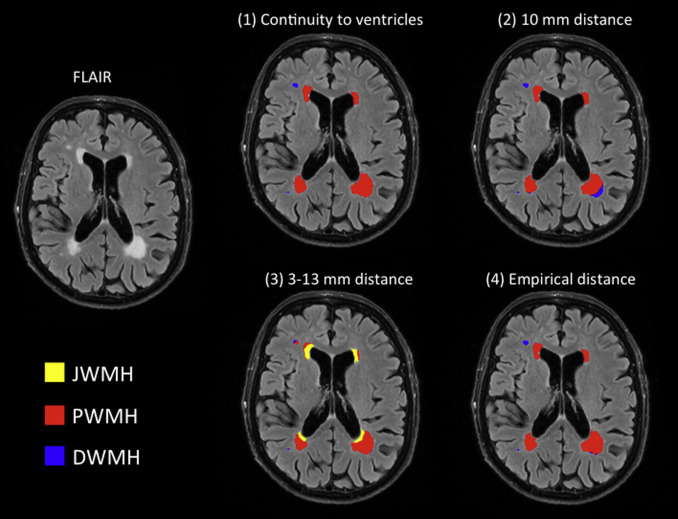 (1) Continuity to ventricles
(2) 10 mm distance
FLAIR
(3) 3-13 mm distance
(4) Empirical distance
JWMH
PWMH
DWMH